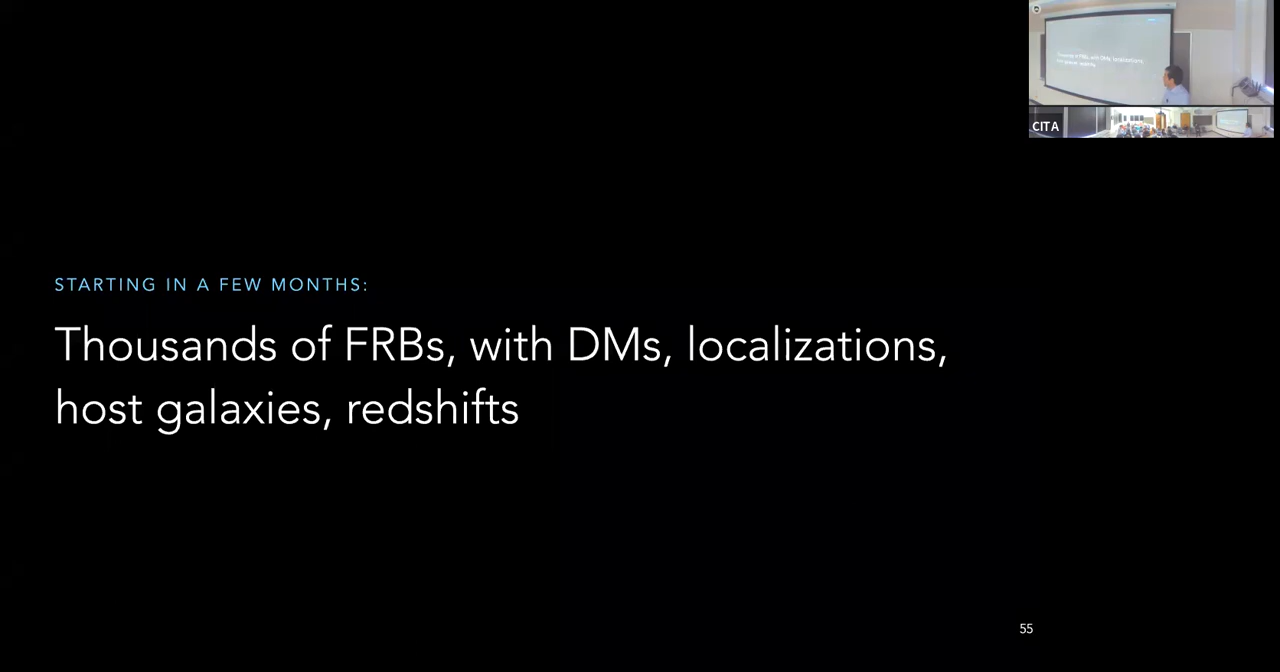 CITA
STARTING IN A FEW MONTHS:
Thousands of FRBs, with DMs, localizations,
host galaxies, redshifts
55